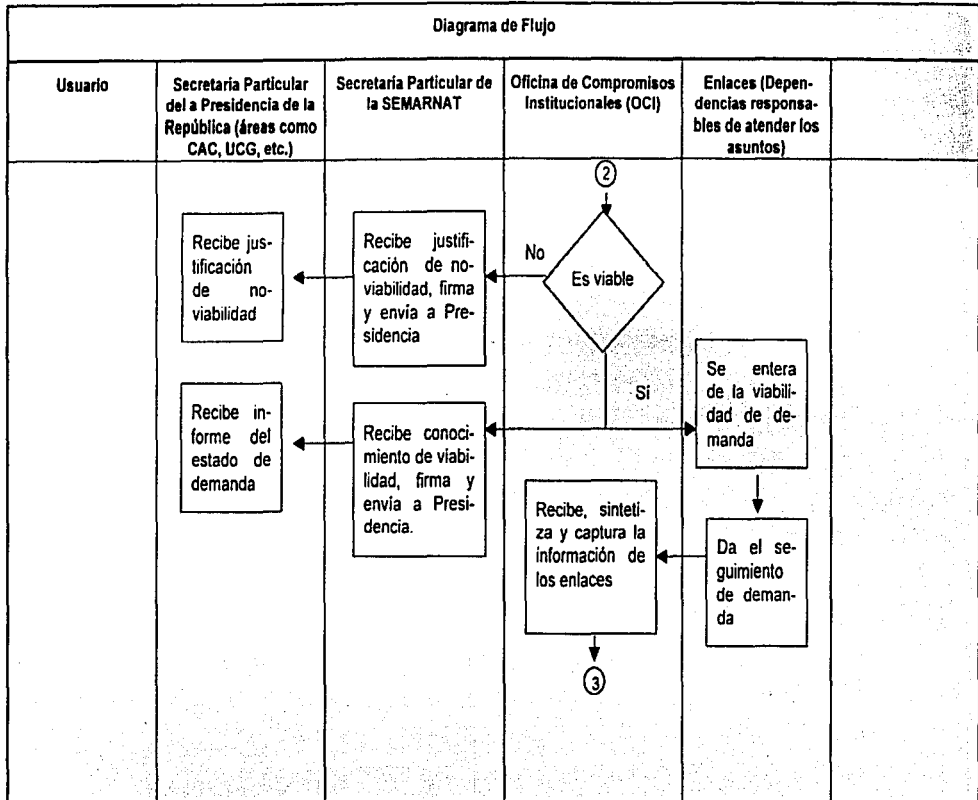 Diagrama de Flujo
Usuario
Secretaría Particular
del a Presidencia de la
República (áreas como
CAC, UCG, etc.)
Secretaría Particular de
la SEMARNAT
Oficina de Compromisos
Institucionales (OCI)
Enlaces (Depen-
dencias responsa-
bles de atender los
asuntos)
2
Es viable
No
Recibe justifi-
cación de no-
viabilidad, firma
y envía a Pre-
sidencia
Recibe jus-
tificación
de no-
viabilidad
Si
Se entera
de la viabili-
dad de de-
manda
Recibe conoci-
miento de viabi-
lidad, firma y
envía a Presi-
dencia.
Recibe in-
forme del
estado de
demanda
Da el se-
guimiento
de deman-
da
Recibe, sinteti-
za y captura la
información de
los enlaces
3